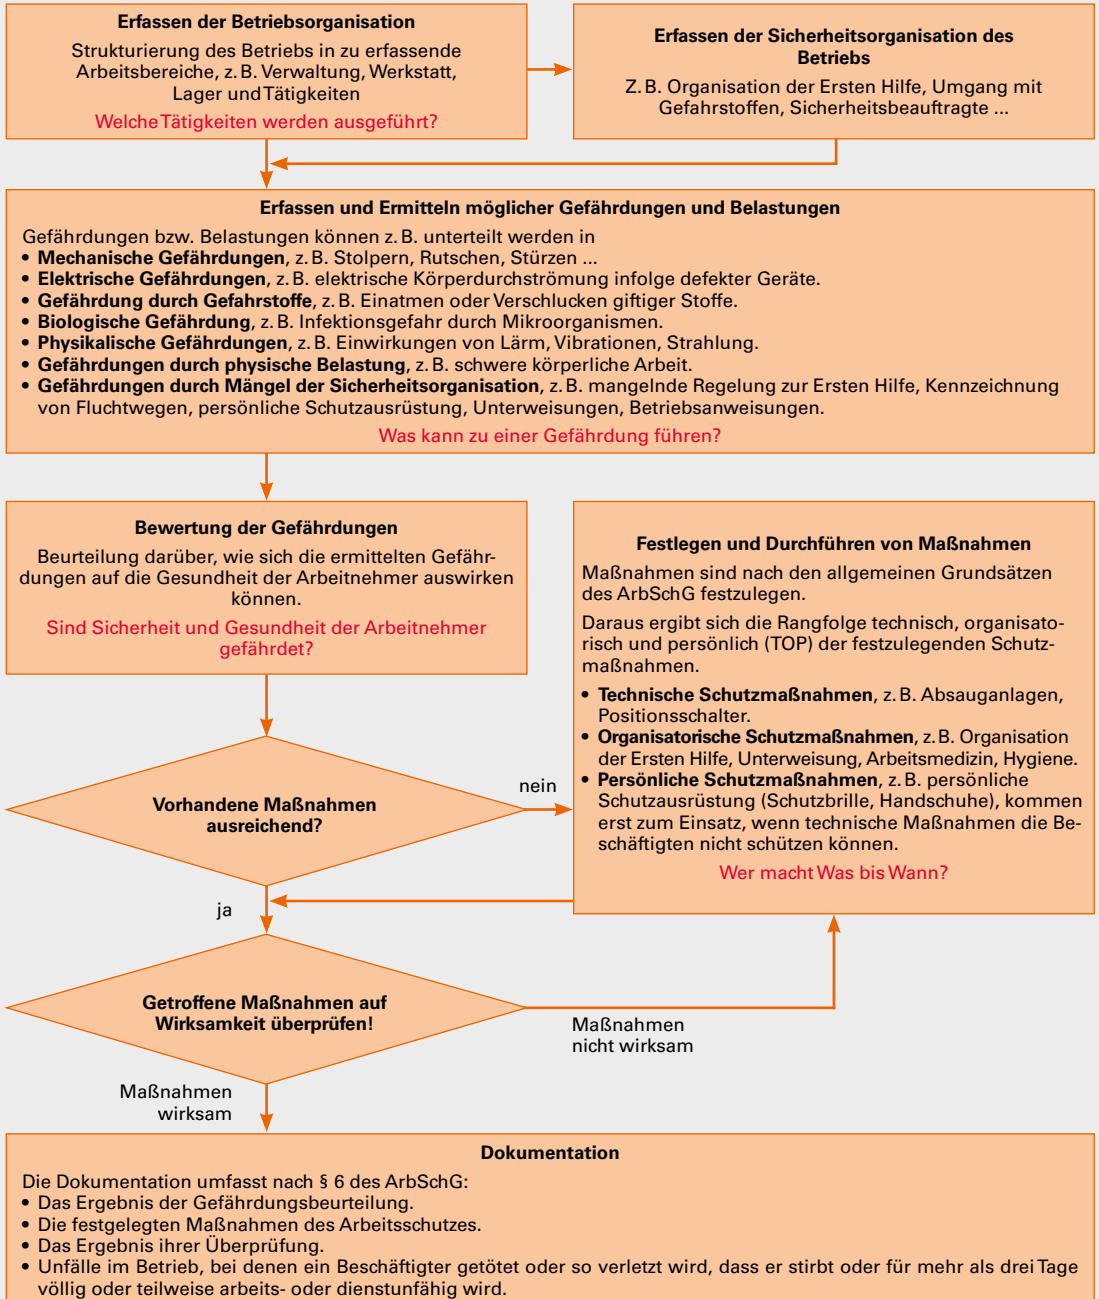 Erfassen der Betriebsorganisation
Strukturierung des Betriebs in zu erfassende
Arbeitsbereiche, z. B. Verwaltung, Werkstatt,
Lager und Tätigkeiten
Welche Tätigkeiten werden ausgeführt?
Erfassen der Sicherheitsorganisation des
Betriebs
Z. B. Organisation der Ersten Hilfe, Umgang mit
Gefahrstoffen, Sicherheitsbeauftragte ...
Erfassen und Ermitteln möglicher Gefährdungen und Belastungen
Gefährdungen bzw. Belastungen können z. B. unterteilt werden in
• Mechanische Gefährdungen, z. B. Stolpern, Rutschen, Stürzen ...
• Elektrische Gefährdungen, z. B. elektrische Körperdurchströmung infolge defekter Geräte.
• Gefährdung durch Gefahrstoffe, z. B. Einatmen oder Verschlucken giftiger Stoffe.
• Biologische Gefährdung, z. B. Infektionsgefahr durch Mikroorganismen.
• Physikalische Gefährdungen, z. B. Einwirkungen von Lärm, Vibrationen, Strahlung.
• Gefährdungen durch physische Belastung, z. B. schwere körperliche Arbeit.
• Gefährdungen durch Mängel der Sicherheitsorganisation, z. B. mangelnde Regelung zur Ersten Hilfe, Kennzeichnung
von Fluchtwegen, persönliche Schutzausrüstung, Unterweisungen, Betriebsanweisungen.
Was kann zu einer Gefährdung führen?
Bewertung der Gefährdungen
Beurteilung darüber, wie sich die ermittelten Gefähr-
dungen auf die Gesundheit der Arbeitnehmer auswirken
können.
Sind Sicherheit und Gesundheit der Arbeitnehmer
gefährdet?
Festlegen und Durchführen von Maßnahmen
Maßnahmen sind nach den allgemeinen Grundsätzen
des ArbSchG festzulegen.
Daraus ergibt sich die Rangfolge technisch, organisato-
risch und persönlich (TOP) der festzulegenden Schutz-
maßnahmen.
• Technische Schutzmaßnahmen, z. B. Absauganlagen,
Positionsschalter.
• Organisatorische Schutzmaßnahmen, z. B. Organisation
der Ersten Hilfe, Unterweisung, Arbeitsmedizin, Hygiene.
• Persönliche Schutzmaßnahmen, z. B. persönliche
Schutzausrüstung (Schutzbrille, Handschuhe), kommen
erst zum Einsatz, wenn technische Maßnahmen die Be-
schäftigten nicht schützen können.
Wer macht Was bis Wann?
Vorhandene Maßnahmen
ausreichend?
nein
ja
Getroffene Maßnahmen auf
Wirksamkeit überprüfen!
Maßnahmen
nicht wirksam
Maßnahmen
wirksam
Dokumentation
Die Dokumentation umfasst nach § 6 des ArbSchG:
• Das Ergebnis der Gefährdungsbeurteilung.
• Die festgelegten Maßnahmen des Arbeitsschutzes.
• Das Ergebnis ihrer Überprüfung.
• Unfälle im Betrieb, bei denen ein Beschäftigter getötet oder so verletzt wird, dass er stirbt oder für mehr als drei Tage
völlig oder teilweise arbeits- oder dienstunfähig wird.